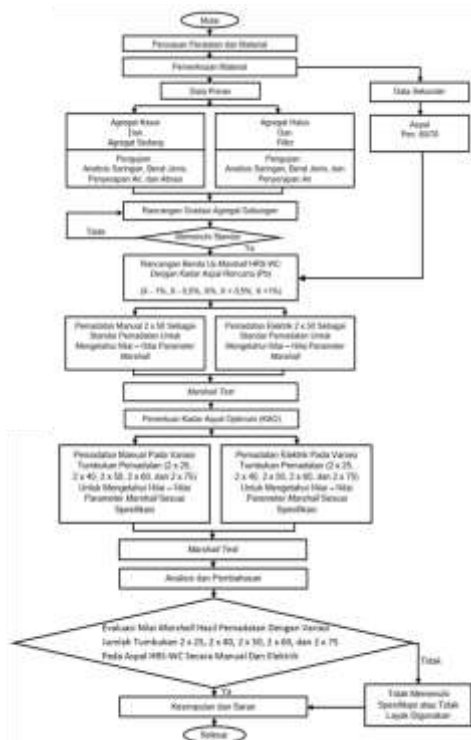 Mulai
Persiapan Peralatan dan Material
Pemeriksaan Material
Data Primer
Data Sekunder
Agregat Kasar
Dan
Agregat Sedang
Pengujian
Analisis Saringan, Berat Jenis,
Penyerapan Air, dan Abrasi
Agregat Halus
Dan
Filler
Pengujian
Analisis Saringan, Berat Jenis, dan
Penyerapan Air
Aspal
Pen. 60/70
Rancangan Gradasi Agregat Gabungan
Tidak
Memenuhi Standar
Ya
Rancangan Benda Uji Marshall HRS-WC
Dengan Kadar Aspal Rencana (Pb)
Pemadatan Manual 2 x 50 Sebagai
Standar Pemadatan Untuk
Mengetahui Nilai – Nilai Parameter
Marshall
Pemadatan Elektrik 2 x 50 Sebagai
Standar Pemadatan Untuk
Mengetahui Nilai – Nilai Parameter
Marshall
Marshall Test
Penentuan Kadar Aspal Optimum (KAO)
Pemadatan Manual Pada Variasi
Tumbukan Pemadatan (2 x 25,
2 x 40, 2 x 50, 2 x 60, dan 2 x 75)
Untuk Mengetahui Nilai – Nilai
Parameter Marshall Sesuai
Spesifikasi
Pemadatan Elektrik Pada Variasi
Tumbukan Pemadatan (2 x 25,
2 x 40, 2 x 50, 2 x 60, dan 2 x 75)
Untuk Mengetahui Nilai – Nilai
Parameter Marshall Sesuai
Spesifikasi
Marshall Test
Analisis dan Pembahasan
Evaluasi Nilai Marshall Hasil Pemadatan Dengan Variasi
Jumlah Tumbukan 2 x 25, 2 x 40, 2 x 50, 2 x 60, dan 2 x 75
Pada Aspal HRS-WC Secara Manual Dan Elektrik
Tidak
Ya
Tidak Memenuhi
Spesifikasi atau Tidak
Layak Digunakan
Kesimpulan dan Saran
Selesai